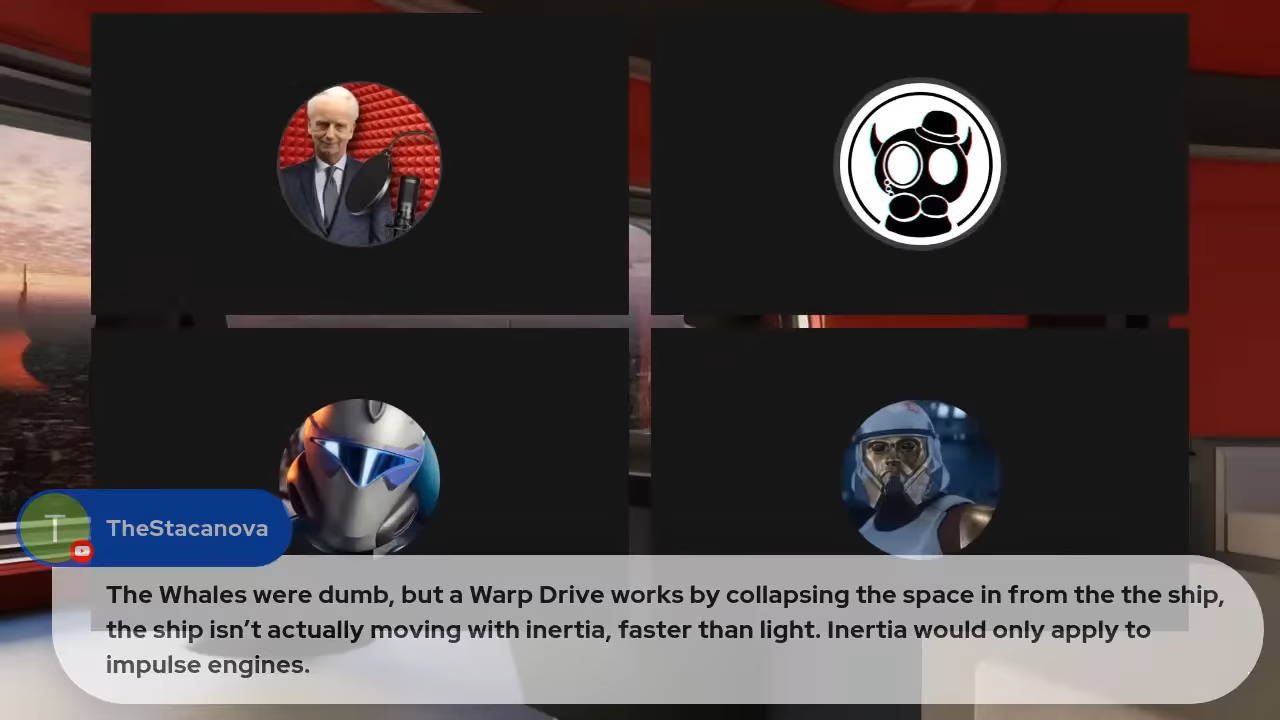 T
TheStacanova
The Whales were dumb, but a Warp Drive works by collapsing the space in from the the ship,
the ship isn’t actually moving with inertia, faster than light. Inertia would only apply to
impulse engines.